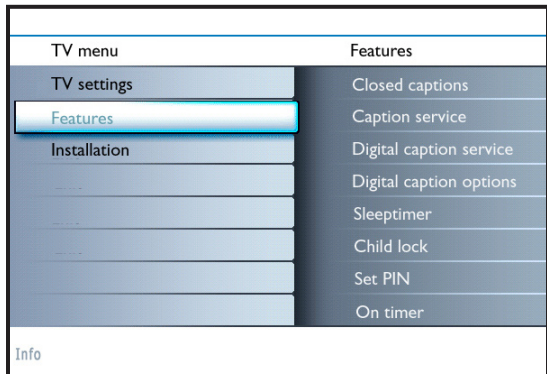 TV menu
Features
TV settings
Features
Installation
Closed captions
Caption service
Digital caption service
Digital caption options
Sleeptimer
Child lock
Set PIN
On timer
Info